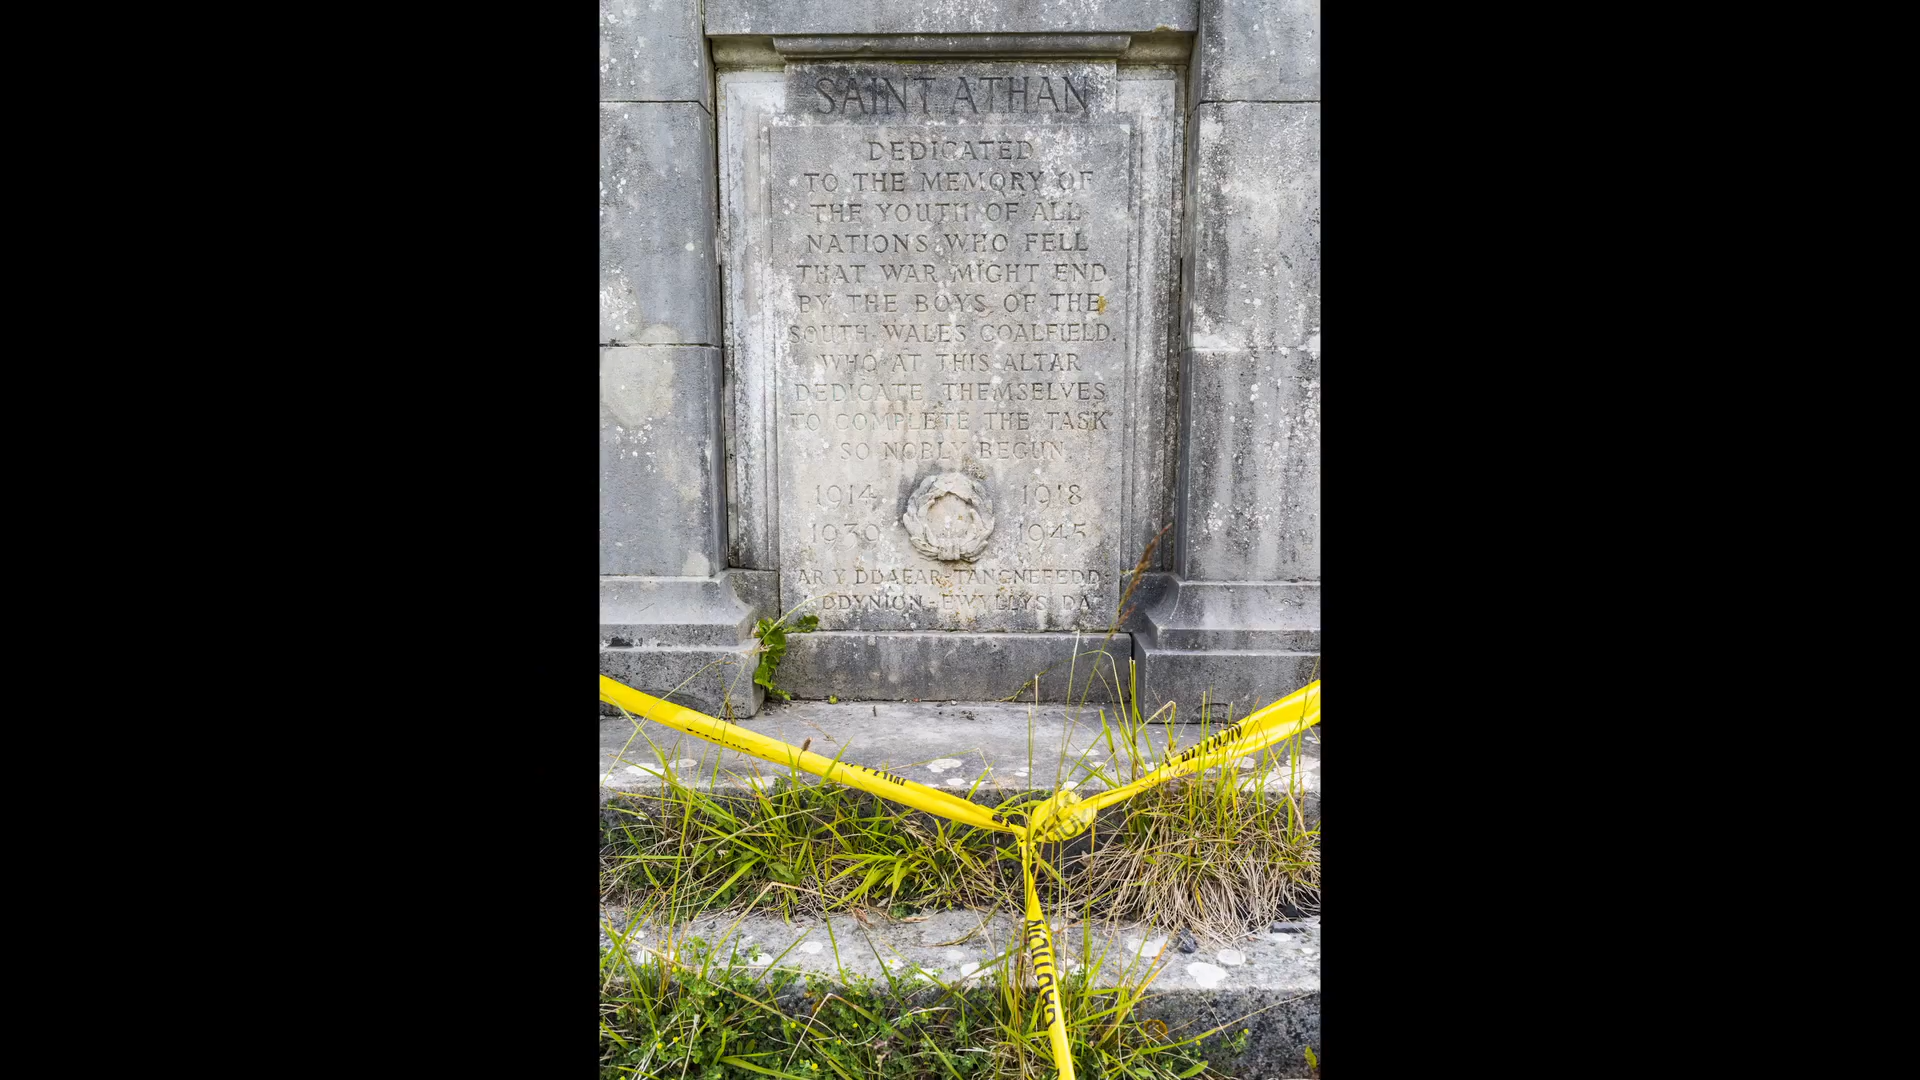 SAINT ATHAN
DEDICATED
TO THE MEMORY OF
THE YOUTH OF ALL
NATIONS WHO FELL
THAT WAR MIGHT END
BY THE BOYS OF THE
SOUTH WALES COALFIELD.
WHO AT THIS ALTAR
DEDICATE THEMSELVES
TO COMPLETE THE TASK
SO NOBLY BEGUN.
1914 1918
1939 1945
AR Y DDAEAR-TANGNEFEDD:
I DDYNION-EWYLLYS DA
CAUTION
CAUTION